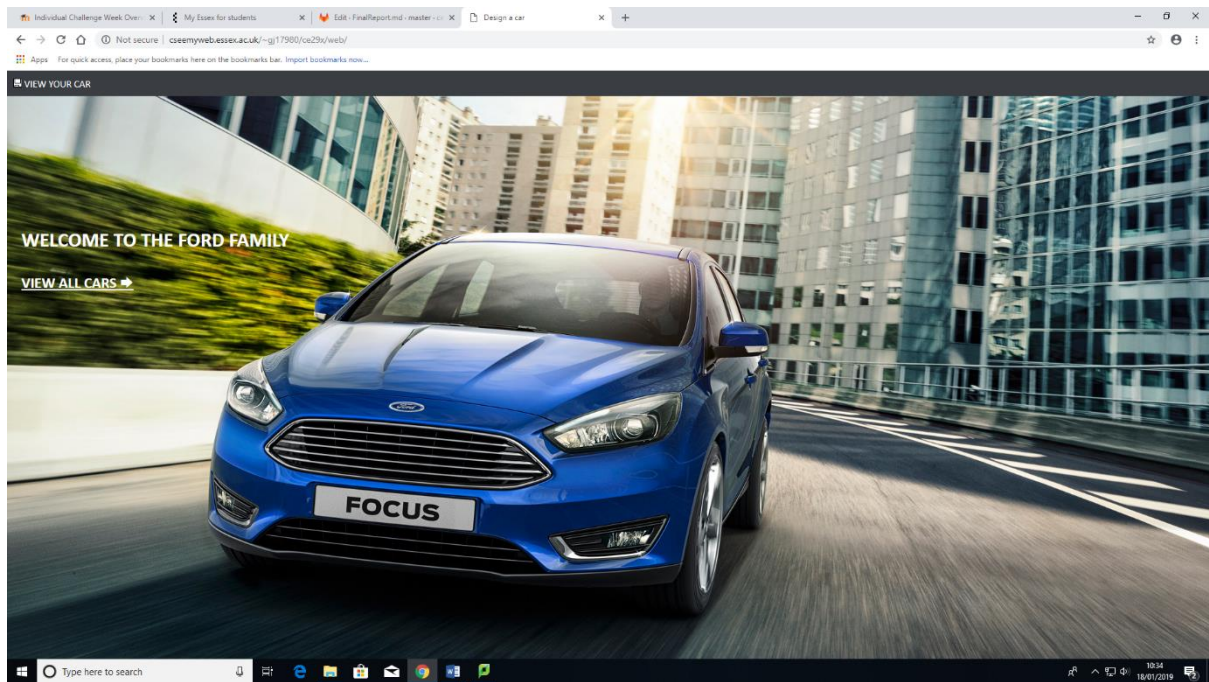 Individual Challenge Week Over
My Essex for students
Edit · FinalReport.md · master · ce
Design a car
Not secure | cseemyweb.essex.ac.uk/~gj17980/ce29x/web/
Apps For quick access, place your bookmarks here on the bookmarks bar. Import bookmarks now...
VIEW YOUR CAR
WELCOME TO THE FORD FAMILY
VIEW ALL CARS
Ford
FOCUS
Type here to search
10:34
18/01/2019